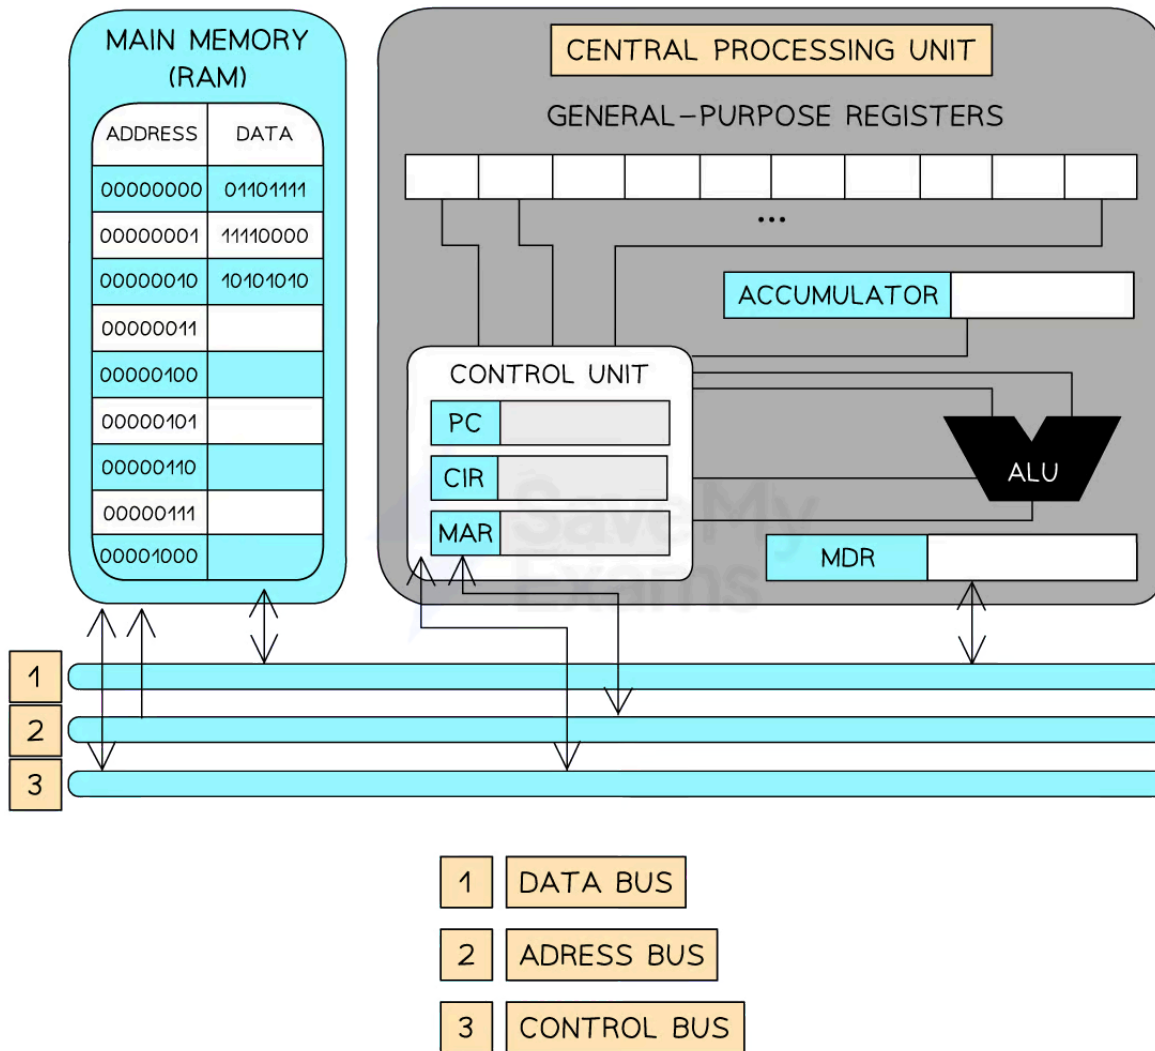 MAIN MEMORY
(RAM)
ADDRESS DATA
00000000 01101111
00000001 11110000
00000010 10101010
00000011
00000100
00000101
00000110
00000111
00001000
CENTRAL PROCESSING UNIT
GENERAL-PURPOSE REGISTERS
...
ACCUMULATOR
CONTROL UNIT
PC
CIR
MAR
ALU
MDR
SaveMy
Exams
1
2
3
1 DATA BUS
2 ADRESS BUS
3 CONTROL BUS